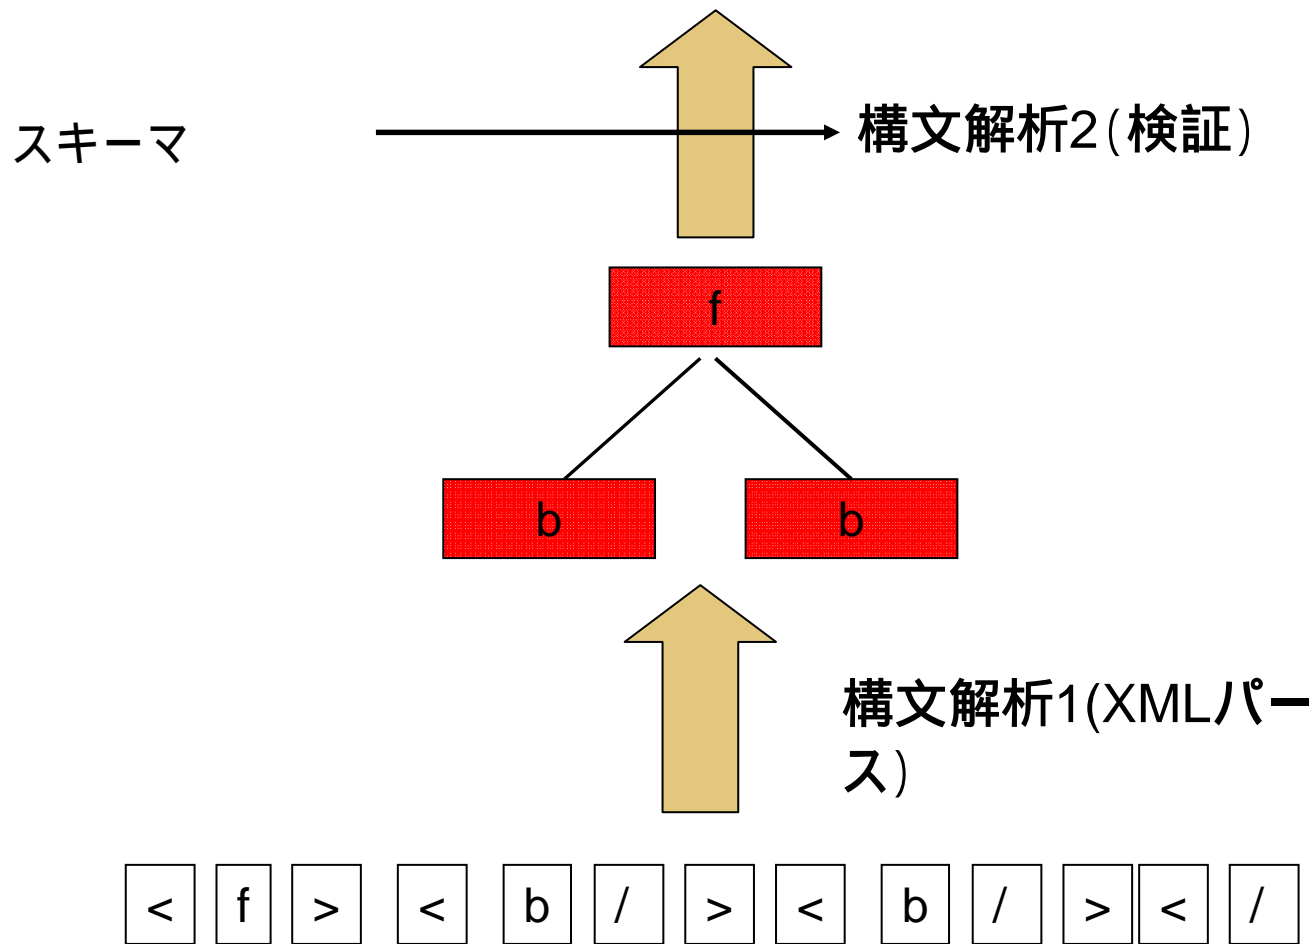 スキーマ
構文解析2(検証)
f
b b
構文解析1(XMLパー
ス)
< f > < b / > < b / > < /